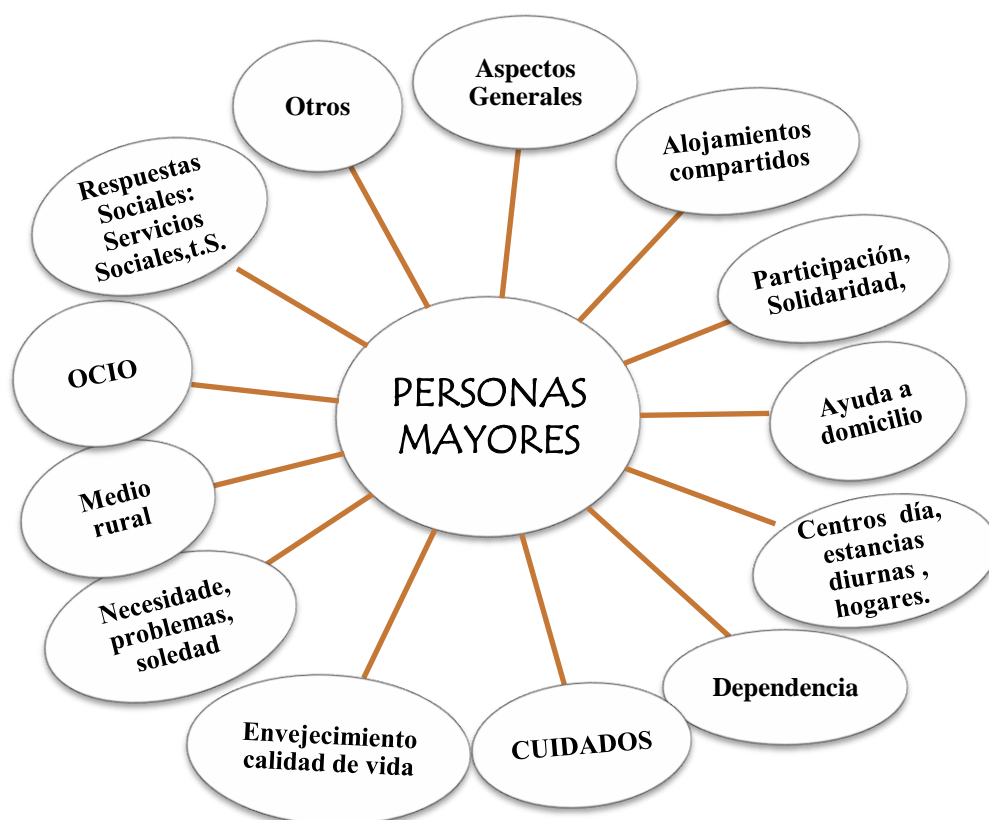 PERSONAS
MAYORES
Aspectos
Generales
Alojamientos
compartidos
Participación,
Solidaridad,
Ayuda a
domicilio
Centros día,
estancias
diurnas ,
hogares.
Dependencia
CUIDADOS
Envejecimiento
calidad de vida
Necesidade,
problemas,
soledad
Medio
rural
OCIO
Respuestas
Sociales:
Servicios
Sociales,t.S.
Otros